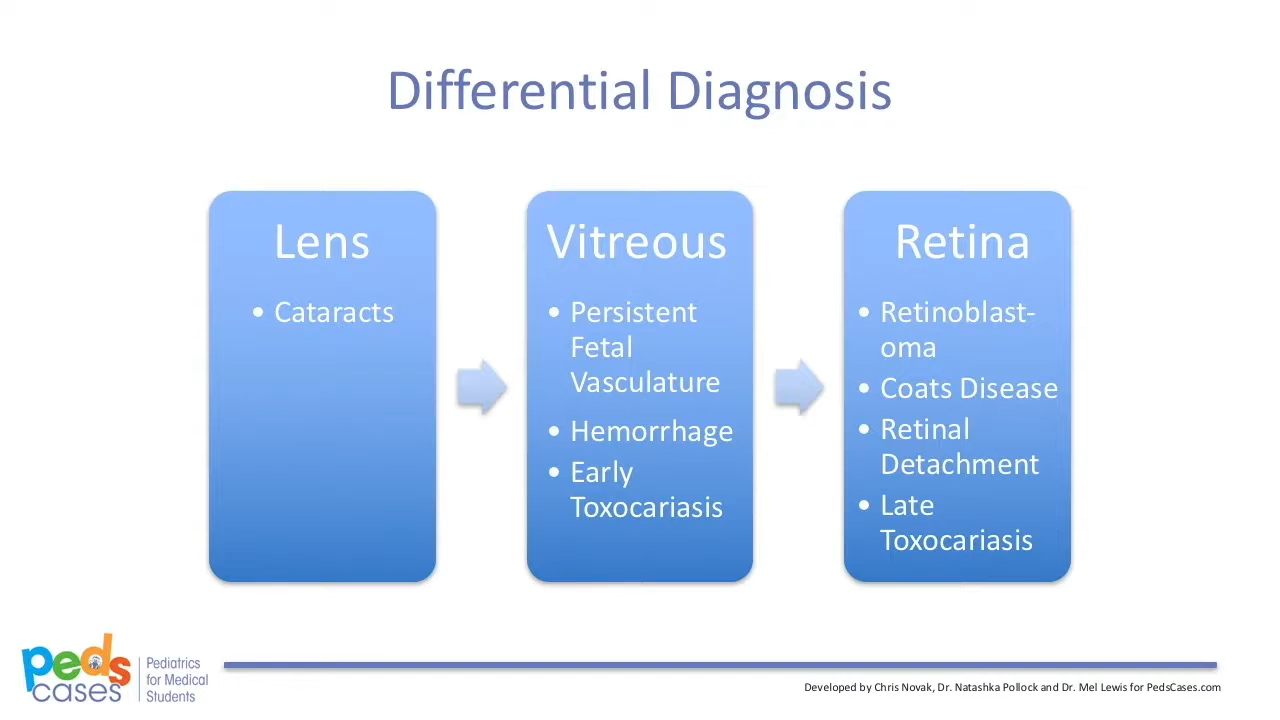 Differential Diagnosis
Lens
• Cataracts
Vitreous
• Persistent
Fetal
Vasculature
• Hemorrhage
• Early
Toxocariasis
Retina
• Retinoblast-
oma
• Coats Disease
• Retinal
Detachment
• Late
Toxocariasis
peds
cases
Pediatrics
for Medical
Students
Developed by Chris Novak, Dr. Natashka Pollock and Dr. Mel Lewis for PedsCases.com